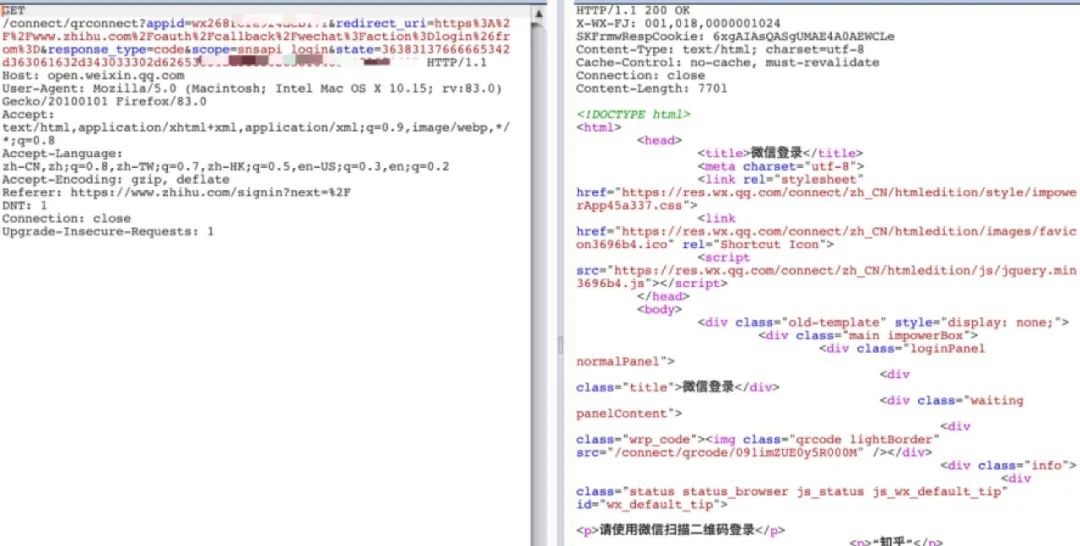 GET
/connect/qrconnect?appid=
&redirect_uri=https%3A%2
F%2Fwww.zhihu.com%2Foauth%2Fcallback%2Fwechat%3Faction%3Dlogin%26fr
om%3D&response_type=code&scope=snsapi_login&state=36383137666665342
HTTP/1.1
Host: open.weixin.qq.com
User-Agent: Mozilla/5.0 (Macintosh; Intel Mac OS X 10.15; rv:83.0)
Gecko/20100101 Firefox/83.0
Accept:
text/html,application/xhtml+xml,application/xml;q=0.9,image/webp,*/
*;q=0.8
Accept-Language:
zh-CN,zh;q=0.8,zh-TW;q=0.7,zh-HK;q=0.5,en-US;q=0.3,en;q=0.2
Accept-Encoding: gzip, deflate
Referer: https://www.zhihu.com/signin?next=%2F
DNT: 1
Connection: close
Upgrade-Insecure-Requests: 1
HTTP/1.1 200 OK
X-WX-FJ: 001,018,0000001024
SKFrmwRespCookie: 6xgAIAsQASgUMAE4A0AEWCLe
Content-Type: text/html; charset=utf-8
Cache-Control: no-cache, must-revalidate
Connection: close
Content-Length: 7701
<!DOCTYPE html>
<html>
<head>
<title>微信登录</title>
<meta charset="utf-8">
<link rel="stylesheet"
href="https://res.wx.qq.com/connect/zh_CN/htmledition/style/impowe
rApp45a337.css">
<link
href="https://res.wx.qq.com/connect/zh_CN/htmledition/images/favic
on3696b4.ico" rel="Shortcut Icon">
<script
src="https://res.wx.qq.com/connect/zh_CN/htmledition/js/jquery.min
3696b4.js"></script>
</head>
<body>
<div class="old-template" style="display: none;">
<div class="main impowerBox">
<div class="loginPanel
normalPanel">
<div
class="title">微信登录</div>
<div class="waiting
panelContent">
<div
class="wrp_code"><img class="qrcode lightBorder"
src="/connect/qrcode/091imZUE0y5R000M" /></div>
<div class="info">
<div
class="status status_browser js_status js_wx_default_tip"
id="wx_default_tip">
<p>请使用微信扫描二维码登录</p>
<p>“知乎”</p>